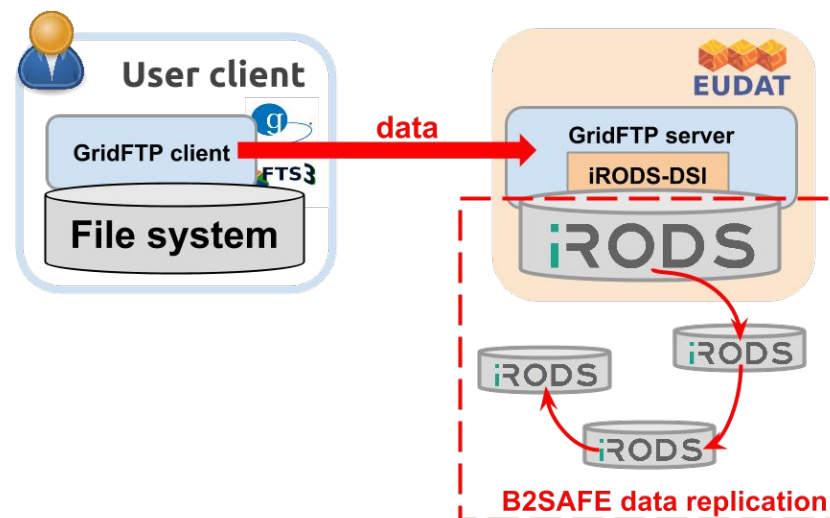 User client
EUDAT
g
data
GridFTP client
GridFTP server
FTS3
iRODS-DSI
File system
iRODS
iRODS
iRODS
iRODS
B2SAFE data replication